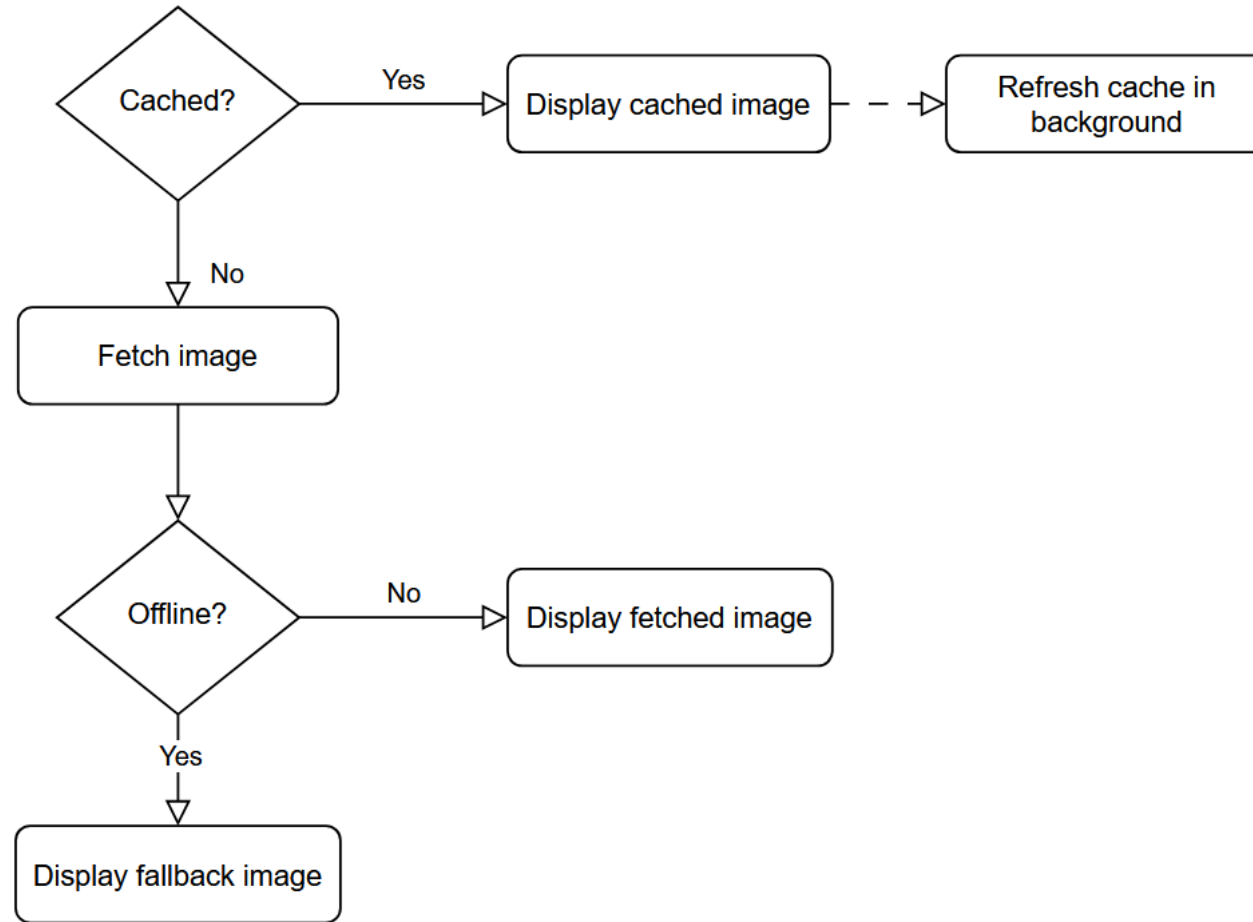 Cached?
Yes
Display cached image
Refresh cache in
background
No
Fetch image
Offline?
No
Display fetched image
Yes
Display fallback image